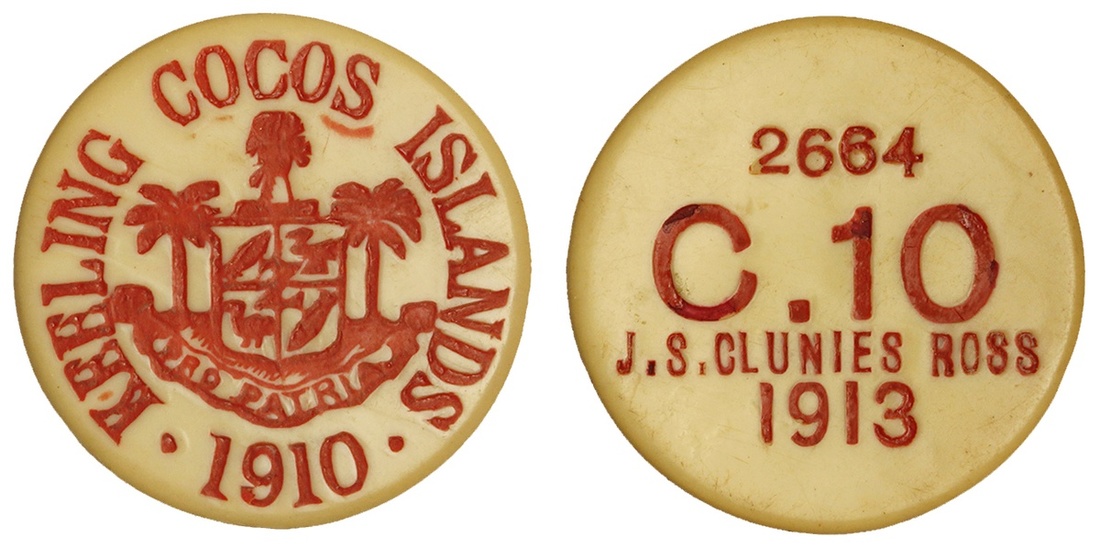 KEELING COCOS ISLANDS
PRO PATRIA
• 1910 •
2664
C.10
J.S.CLUNIES ROSS
1913